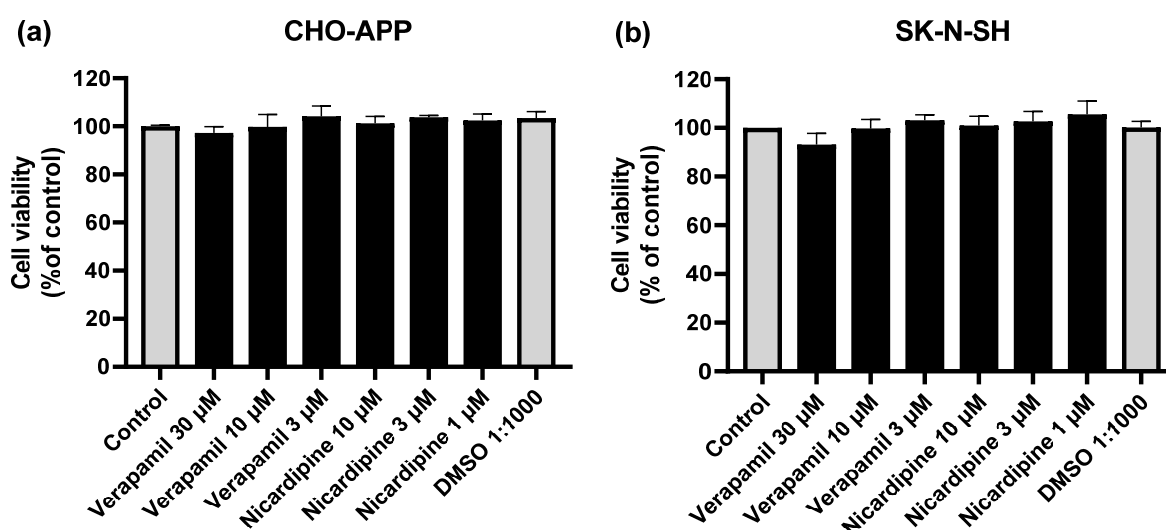 (a)
CHO-APP
Cell viability
(%of control)
120
100
80
60
40
20
0
Control
Verapamil 30 µM
Verapamil 10 µM
Verapamil 3 µM
Nicardipine 10 µM
Nicardipine 3 µM
Nicardipine 1 µM
DMSO 1:1000
(b)
SK-N-SH
Cell viability
(% of control)
120
100
80
60
40
20
0
Control
Verapamil 30 µM
Verapamil 10 µM
Verapamil 3 µM
Nicardipine 10 µM
Nicardipine 3 µM
Nicardipine 1 µM
DMSO 1:1000